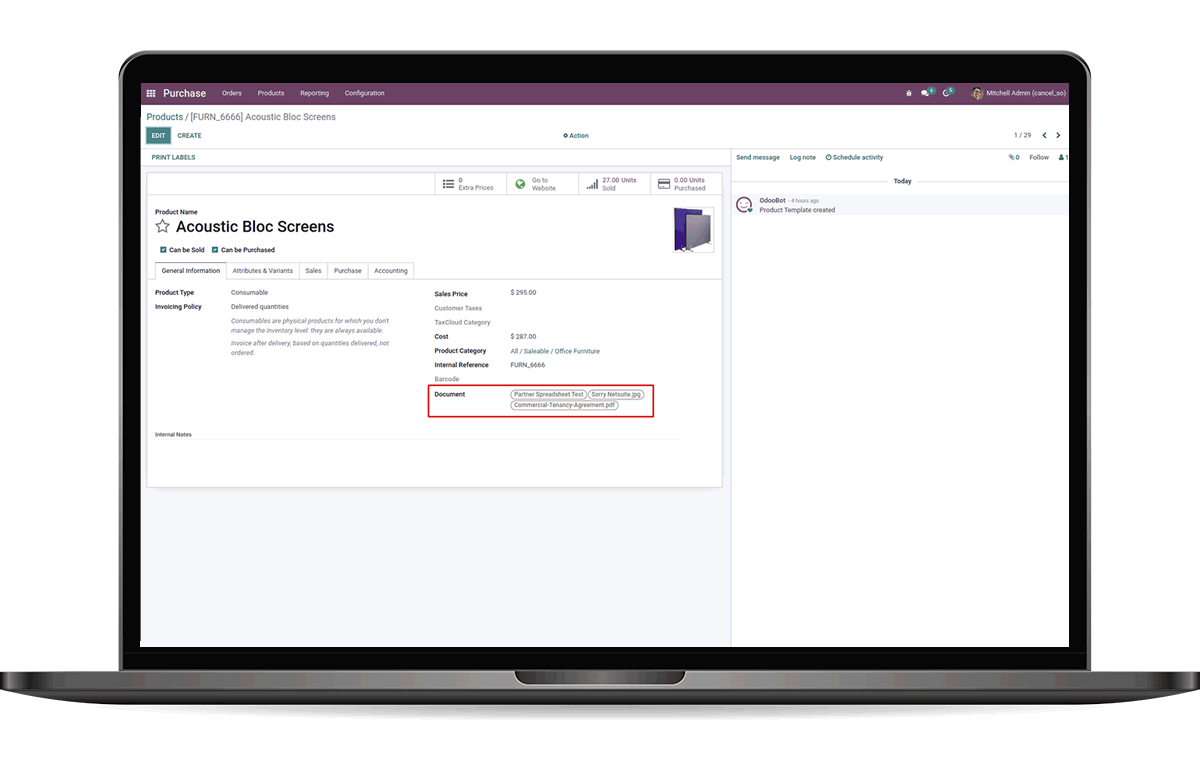 Purchase Orders Products Reporting Configuration 6 5 Mitchell Admin (cancel_so)
Products / [FURN_6666] Acoustic Bloc Screens
EDIT CREATE Action 1 / 29
PRINT LABELS Send message Log note Schedule activity 0 Follow 1
0
Extra Prices
Go to
Website
27.00 Units
Sold
0.00 Units
Purchased
Today
OdooBot - 4 hours ago
Product Template created
Product Name
Acoustic Bloc Screens
Can be Sold Can be Purchased
General Information Attributes & Variants Sales Purchase Accounting
Product Type Consumable
Invoicing Policy Delivered quantities
Consumables are physical products for which you don't
manage the inventory level: they are always available.
Invoice after delivery, based on quantities delivered, not
ordered.
Sales Price $ 295.00
Customer Taxes
TaxCloud Category
Cost $ 287.00
Product Category All / Saleable / Office Furniture
Internal Reference FURN_6666
Barcode
Document Partner Spreadsheet Test Sorry Netsuite.jpg
Commercial-Tenancy-Agreement.pdf
Internal Notes